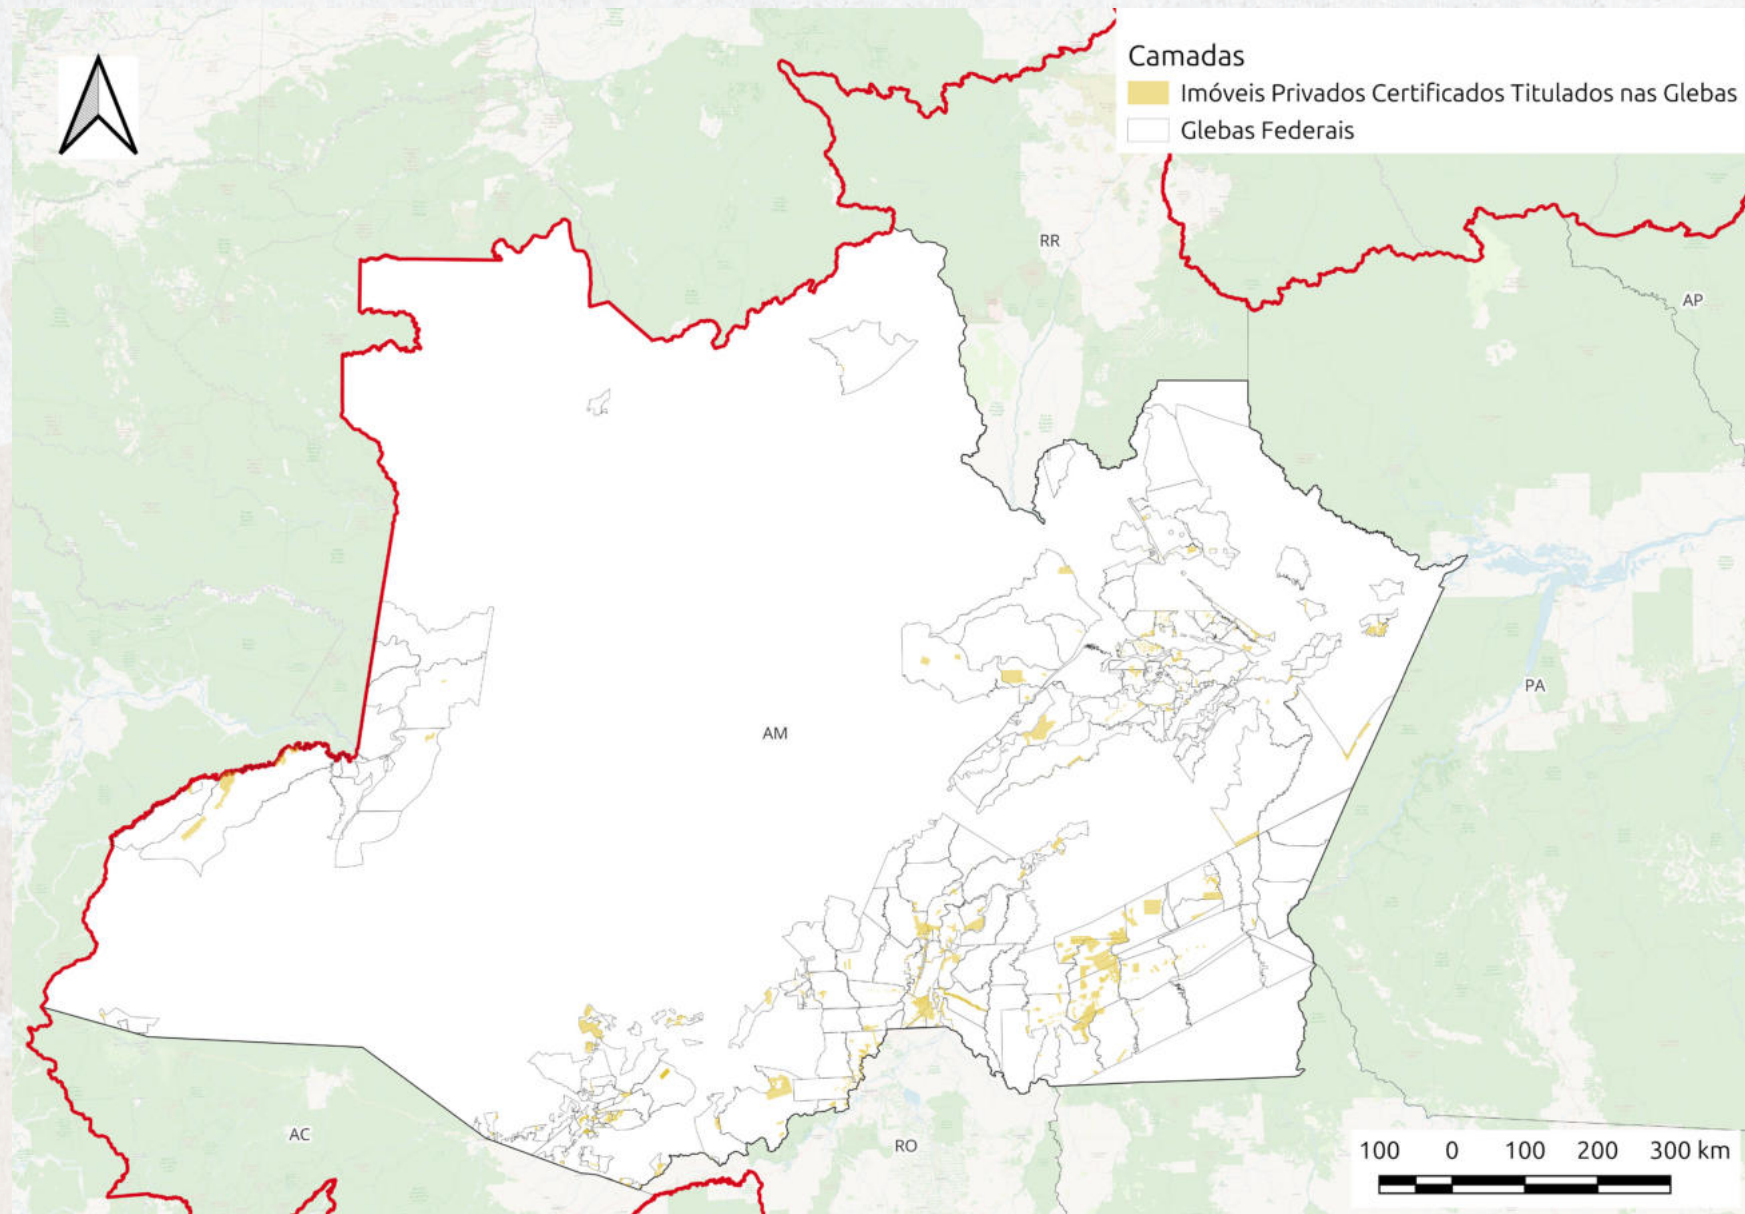 Camadas
Imóveis Privados Certificados Titulados nas Glebas
Glebas Federais
RR
AP
PA
AM
AC
RO
100 0 100 200 300 km